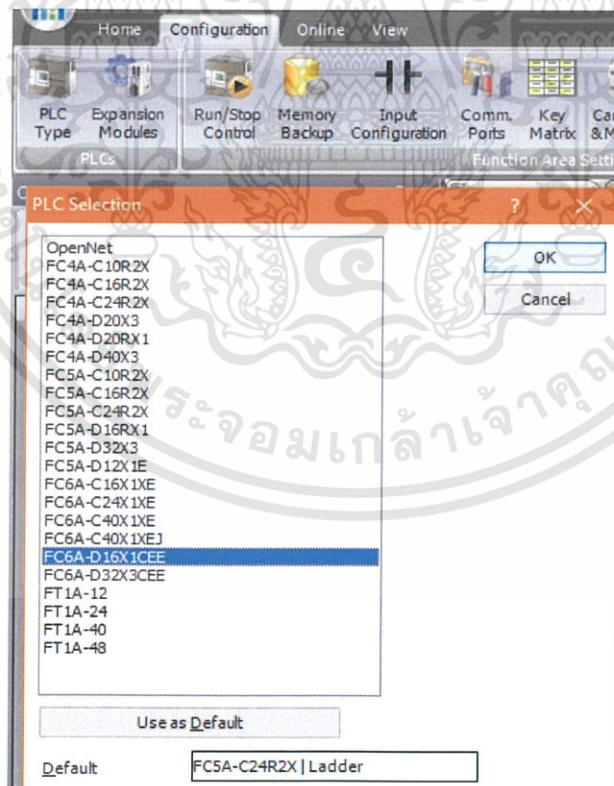 Home Configuration Online View
PLC Type
Expansion Modules
Run/Stop Control
Memory Backup
Input Configuration
Comm. Ports
Key Matrix
PLCs
Function Area Setti
PLC Selection ? ×
OpenNet
FC4A-C10R2X
FC4A-C16R2X
FC4A-C24R2X
FC4A-D20X3
FC4A-D20RX1
FC4A-D40X3
FC5A-C10R2X
FC5A-C16R2X
FC5A-C24R2X
FC5A-D16RX1
FC5A-D32X3
FC5A-D12X1E
FC6A-C16X1XE
FC6A-C24X1XE
FC6A-C40X1XE
FC6A-C40X1XEJ
FC6A-D16X1CEE
FC6A-D32X3CEE
FT1A-12
FT1A-24
FT1A-40
FT1A-48
OK
Cancel
Use as Default
Default FC5A-C24R2X | Ladder